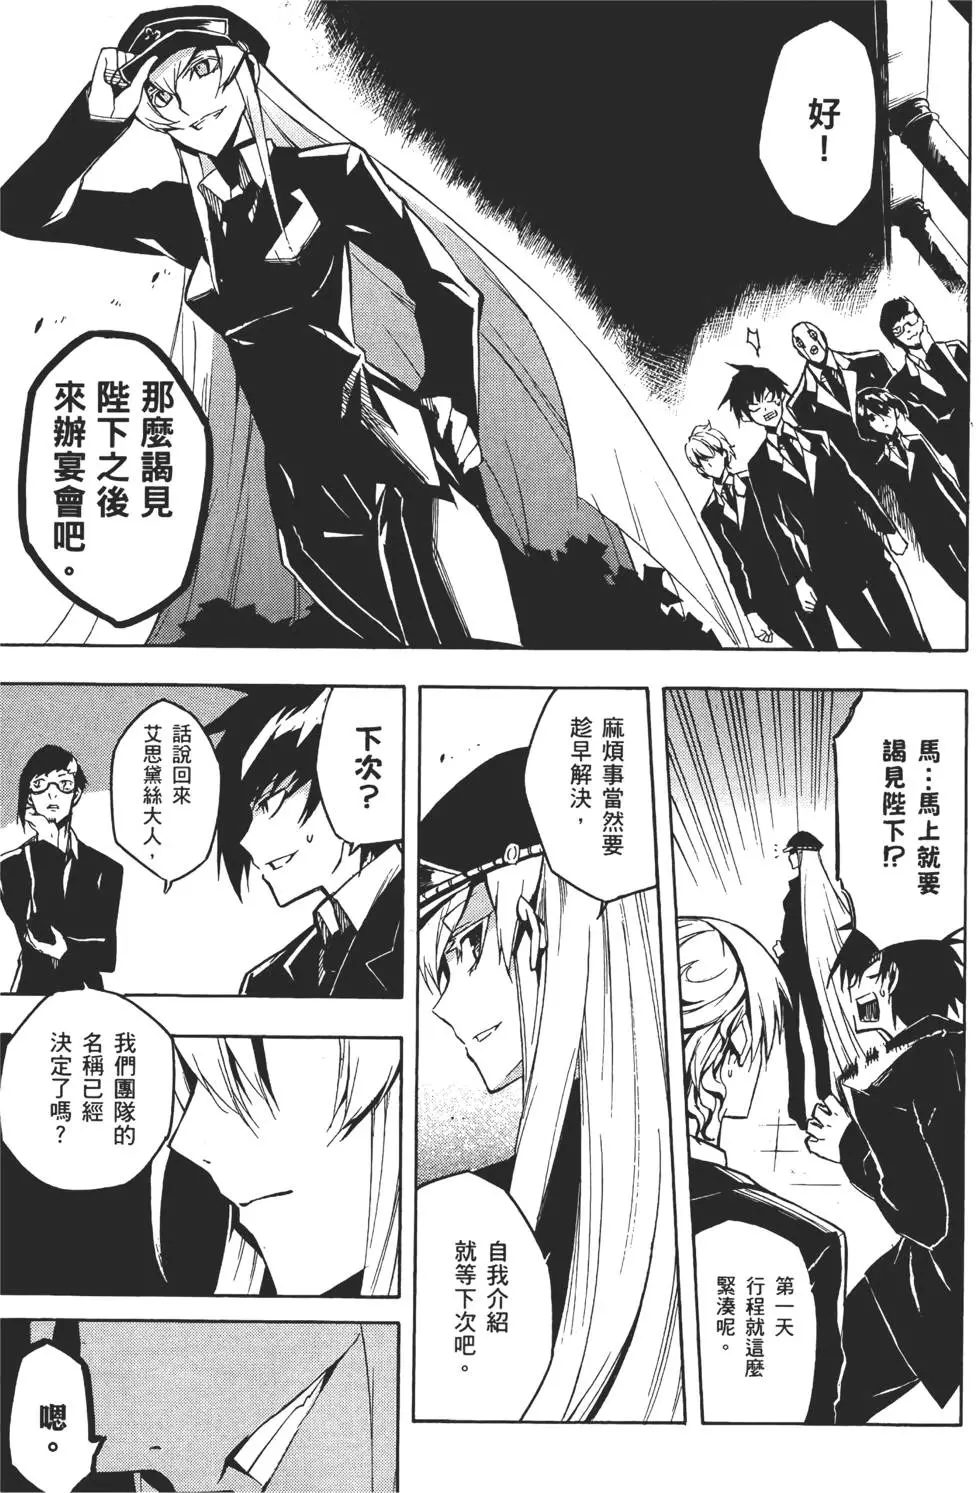 好！
那麼謁見
陛下之後
來辦宴會吧。
馬…馬上就要
謁見陛下!?
第一天
行程就這麼
緊湊呢。
麻煩事當然要
趁早解決，
自我介紹
就等下次吧。
下次？
話說回來
艾思黛絲大人，
我們團隊的
名稱已經
決定了嗎？
嗯。